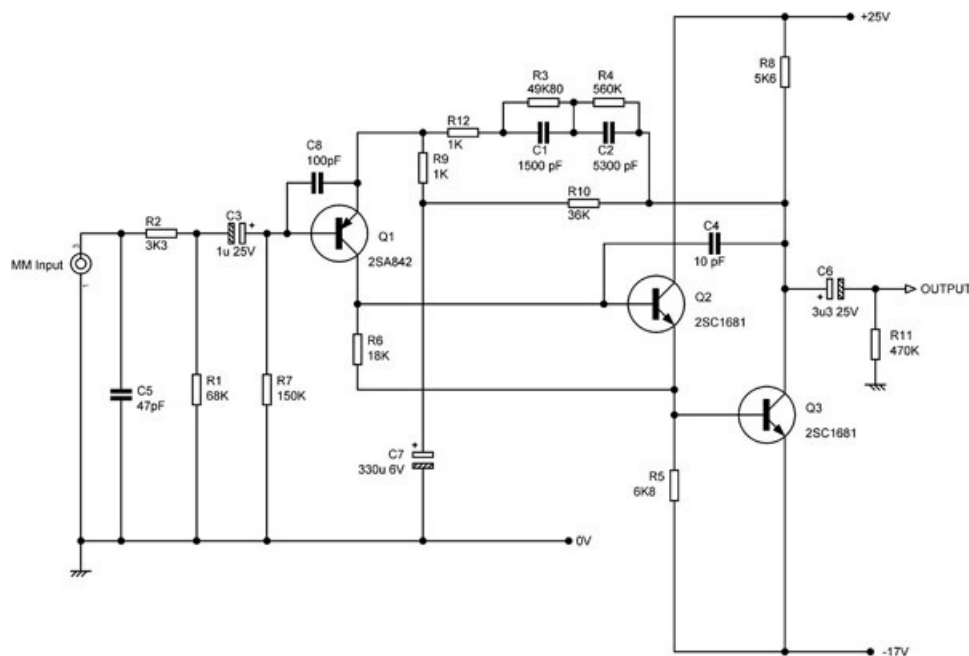 +25V
R8
5K6
R3
49K80
R4
560K
R12
1K
C1
1500 pF
C2
5300 pF
C8
100pF
R9
1K
R10
36K
R2
3K3
C3
+
1u 25V
Q1
2SA842
C4
10 pF
MM Input
3
1
C6
+
3u3 25V
OUTPUT
Q2
2SC1681
R6
18K
R11
470K
C5
47pF
R1
68K
R7
150K
Q3
2SC1681
C7
+
330u 6V
R5
6K8
0V
-17V